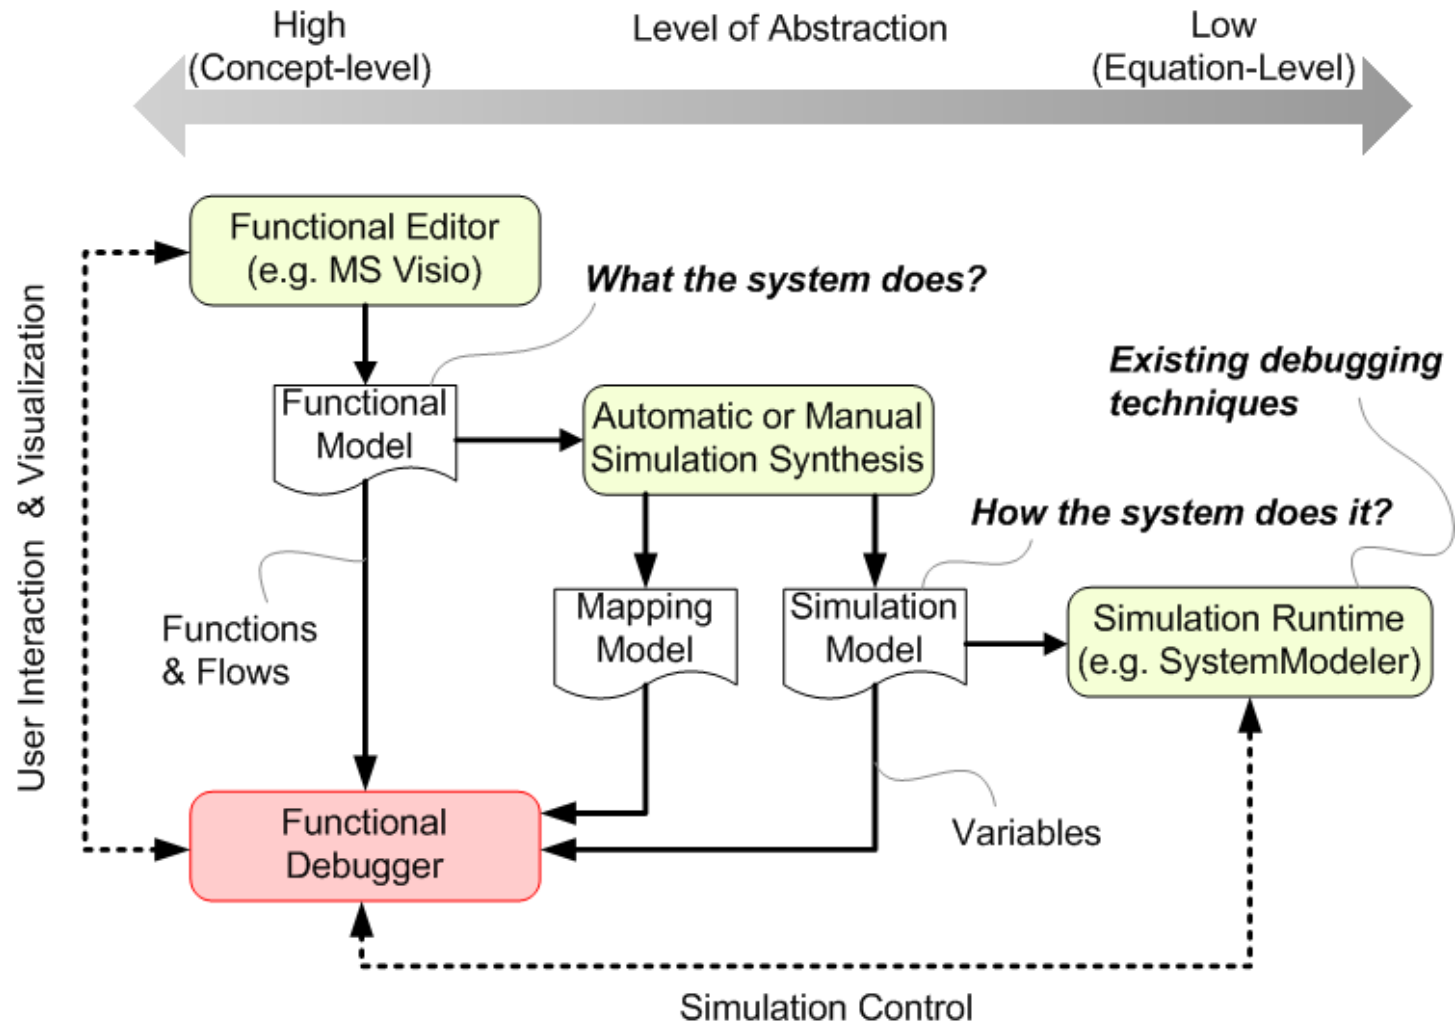 High
(Concept-level)
Level of Abstraction
Low
(Equation-Level)
Functional Editor
(e.g. MS Visio)
What the system does?
Existing debugging
techniques
User Interaction & Visualization
Functional
Model
Automatic or Manual
Simulation Synthesis
How the system does it?
Functions
& Flows
Mapping
Model
Simulation
Model
Simulation Runtime
(e.g. SystemModeler)
Functional
Debugger
Variables
Simulation Control